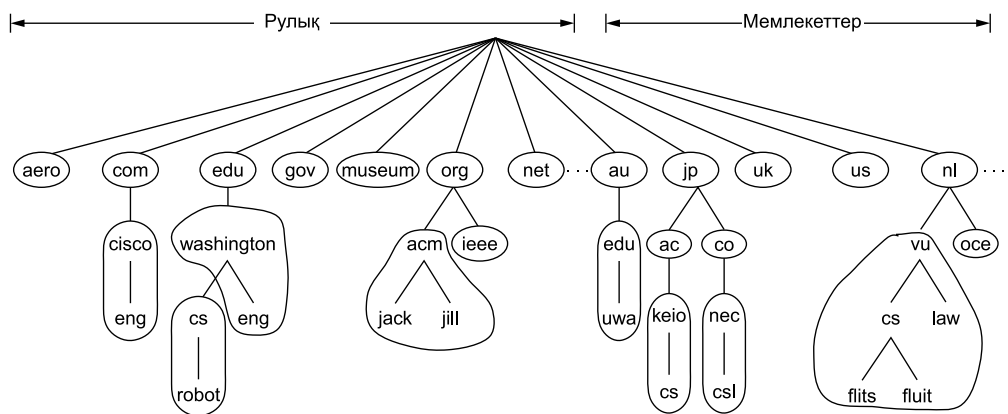 Рулық Мемлекеттер
aero com edu gov museum org net ... au jp uk us nl ...
cisco washington acm ieee edu ac co vu oce
eng cs eng jack jill uwa keio nec cs law
robot cs csl flits fluit